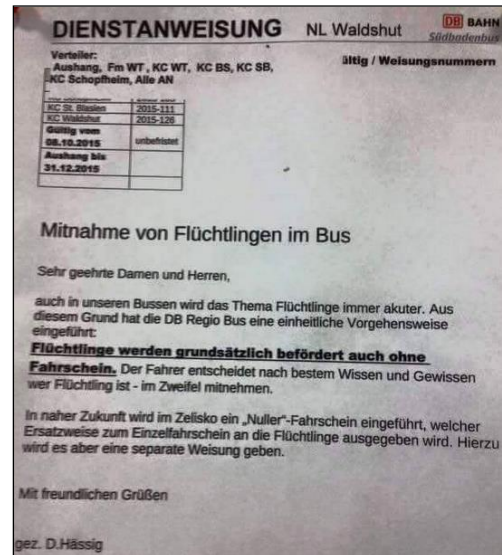 DIENSTANWEISUNG NL Waldshut DB BAHN
Südbadenbus
Verteiler:
Aushang, Fm WT, KC WT, KC BS, KC SB,
KC Schopfheim, Alle AN
ültig / Weisungsnummern
KC St. Blasien 2015-111
KC Waldshut 2015-126
Gültig vom
08.10.2015 unbefristet
Aushang bis
31.12.2015
Mitnahme von Flüchtlingen im Bus
Sehr geehrte Damen und Herren,
auch in unseren Bussen wird das Thema Flüchtlinge immer akuter. Aus
diesem Grund hat die DB Regio Bus eine einheitliche Vorgehensweise
eingeführt:
Flüchtlinge werden grundsätzlich befördert auch ohne
Fahrschein. Der Fahrer entscheidet nach bestem Wissen und Gewissen
wer Flüchtling ist - im Zweifel mitnehmen.
In naher Zukunft wird im Zelisko ein „Nuller“-Fahrschein eingeführt, welcher
Ersatzweise zum Einzelfahrschein an die Flüchtlinge ausgegeben wird. Hierzu
wird es aber eine separate Weisung geben.
Mit freundlichen Grüßen
gez. D.Hässig